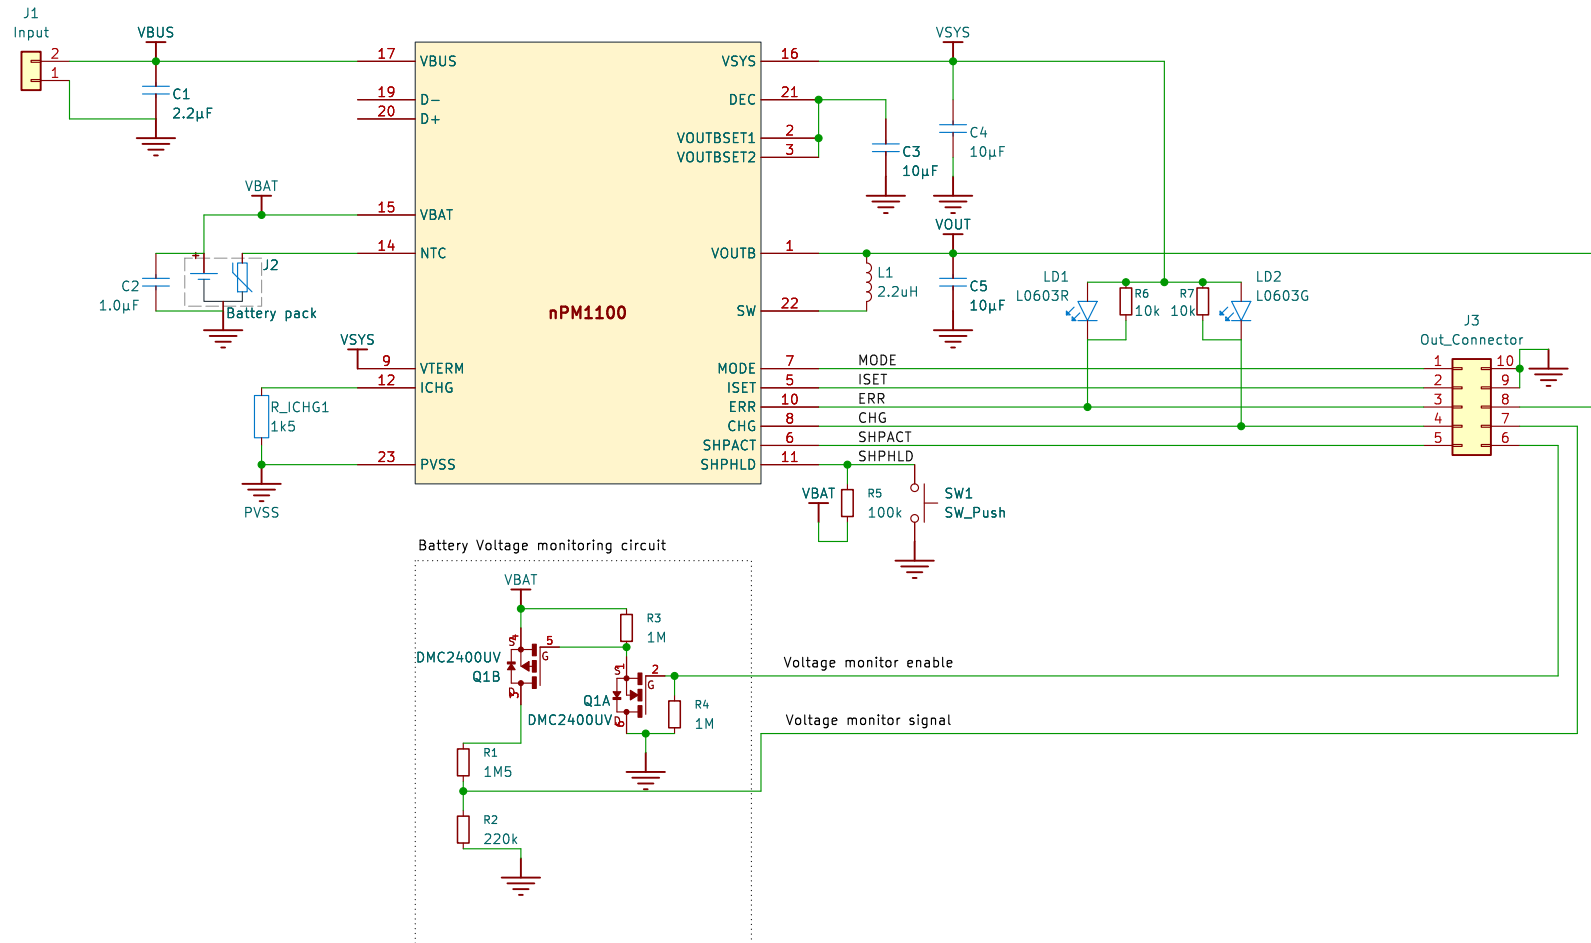 J1
Input
2
1
VBUS
C1
2.2µF
17
VBUS
19
D-
20
D+
VBAT
15
VBAT
14
NTC
+
J2
C2
1.0µF
Battery pack
VSYS
9
VTERM
12
ICHG
R_ICHG1
1k5
23
PVSS
PVSS
nPM1100
VSYS
16
VSYS
DEC
21
VOUTBSET1
2
VOUTBSET2
3
C3
10µF
C4
10µF
VOUT
VOUTB
1
L1
2.2uH
SW
22
C5
10µF
LD1
L0603R
R6
10k
R7
10k
LD2
L0603G
MODE
7
MODE
ISET
5
ISET
ERR
10
ERR
CHG
8
CHG
SHPACT
6
SHPACT
SHPHLD
11
SHPHLD
VBAT
R5
100k
SW1
SW_Push
J3
Out_Connector
1
10
2
9
3
8
4
7
5
6
Battery Voltage monitoring circuit
VBAT
S
4
5
G
DMC2400UV
Q1B
D
3
R3
1M
S
1
2
G
Q1A
DMC2400UV
D
6
R4
1M
Voltage monitor enable
Voltage monitor signal
R1
1M5
R2
220k